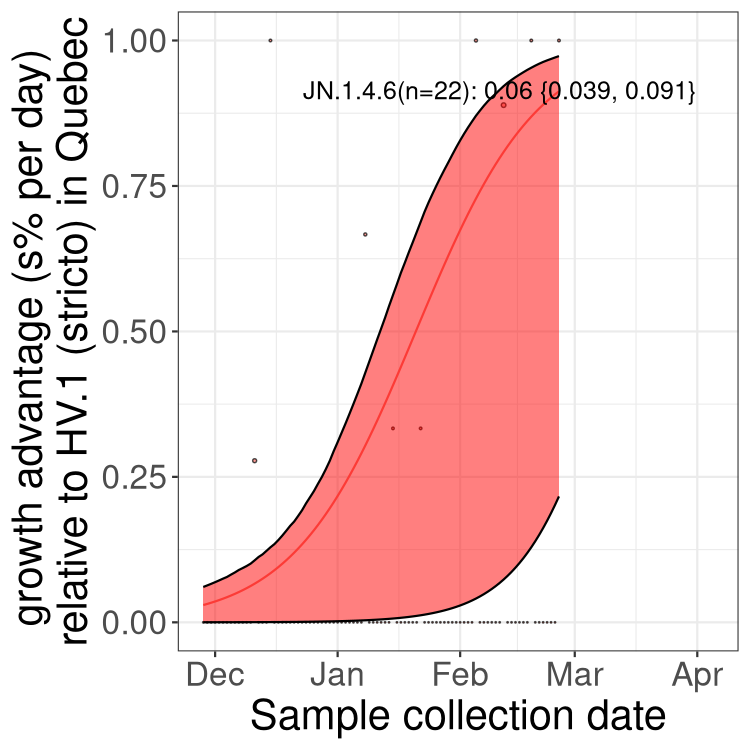 growth advantage (s% per day)
relative to HV.1 (stricto) in Quebec
1.00
0.75
0.50
0.25
0.00
JN.1.4.6(n=22): 0.06 {0.039, 0.091}
Dec Jan Feb Mar Apr
Sample collection date